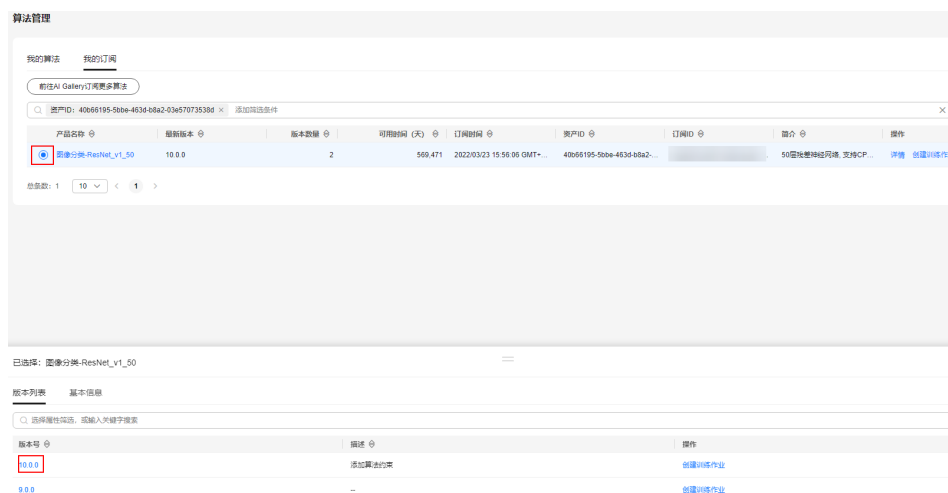 算法管理
我的算法 我的订阅
前往AI Gallery订阅更多算法
资产ID: 40b66195-5bbe-463d-b8a2-03e57073538d × 添加筛选条件
产品名称 最新版本 版本数量 可用时间 (天) 订阅时间 资产ID 订阅ID 简介 操作
图像分类-ResNet_v1_50 10.0.0 2 569,471 2022/03/23 15:56:06 GMT+... 40b66195-5bbe-463d-b8a2-... 50层残差神经网络, 支持CP... 详情 创建训练作
总条数: 1 10 < 1 >
已选择: 图像分类-ResNet_v1_50
版本列表 基本信息
选择属性筛选, 或输入关键字搜索
版本号 描述 操作
10.0.0 添加算法约束 创建训练作业
9.0.0 -- 创建训练作业